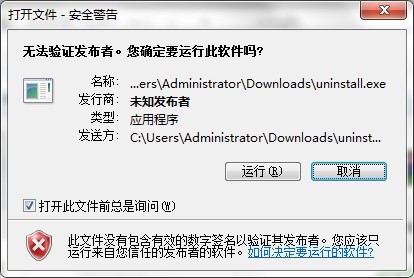 打开文件 - 安全警告
无法验证发布者。您确定要运行此软件吗?
名称: ...ers\Administrator\Downloads\uninstall.exe
发行商: 未知发布者
类型: 应用程序
发送方: C:\Users\Administrator\Downloads\uninst...
运行(R) 取消
打开此文件前总是询问(W)
此文件没有包含有效的数字签名以验证其发布者。您应该只
运行来自您信任的发布者的软件。如何决定要运行的软件?